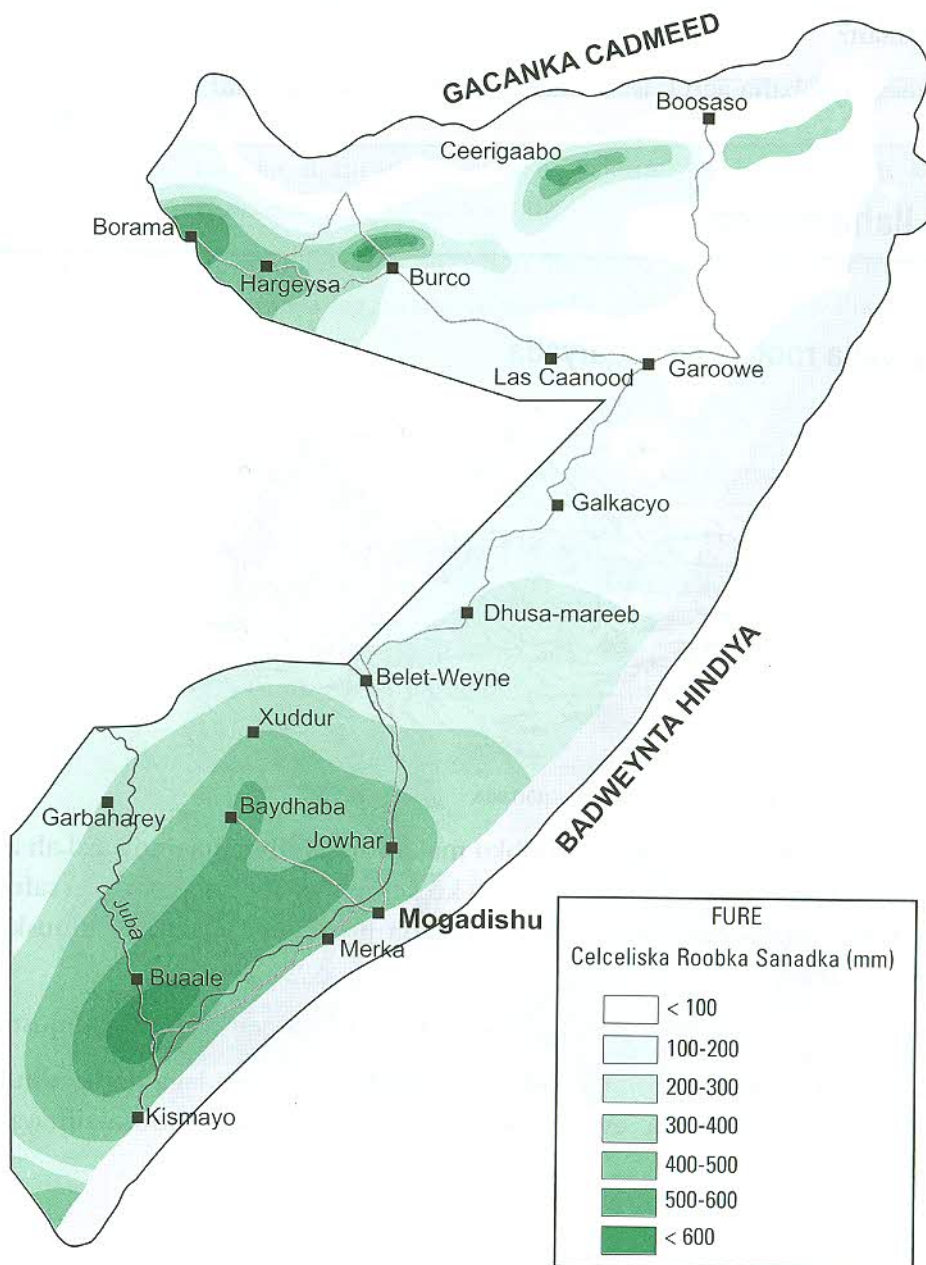 GACANKA CADMEED
Boosaso
Ceerigaabo
Borama
Hargeysa
Burco
Las Caanood
Garoowe
Galkacyo
Dhusa-mareeb
Belet-Weyne
BADWEYNTA HINDIYA
Xuddur
Garbaharey
Baydhaba
Jowhar
Juba
Mogadishu
Merka
Buaale
Kismayo
FURE
Celceliska Roobka Sanadka (mm)
< 100
100-200
200-300
300-400
400-500
500-600
< 600